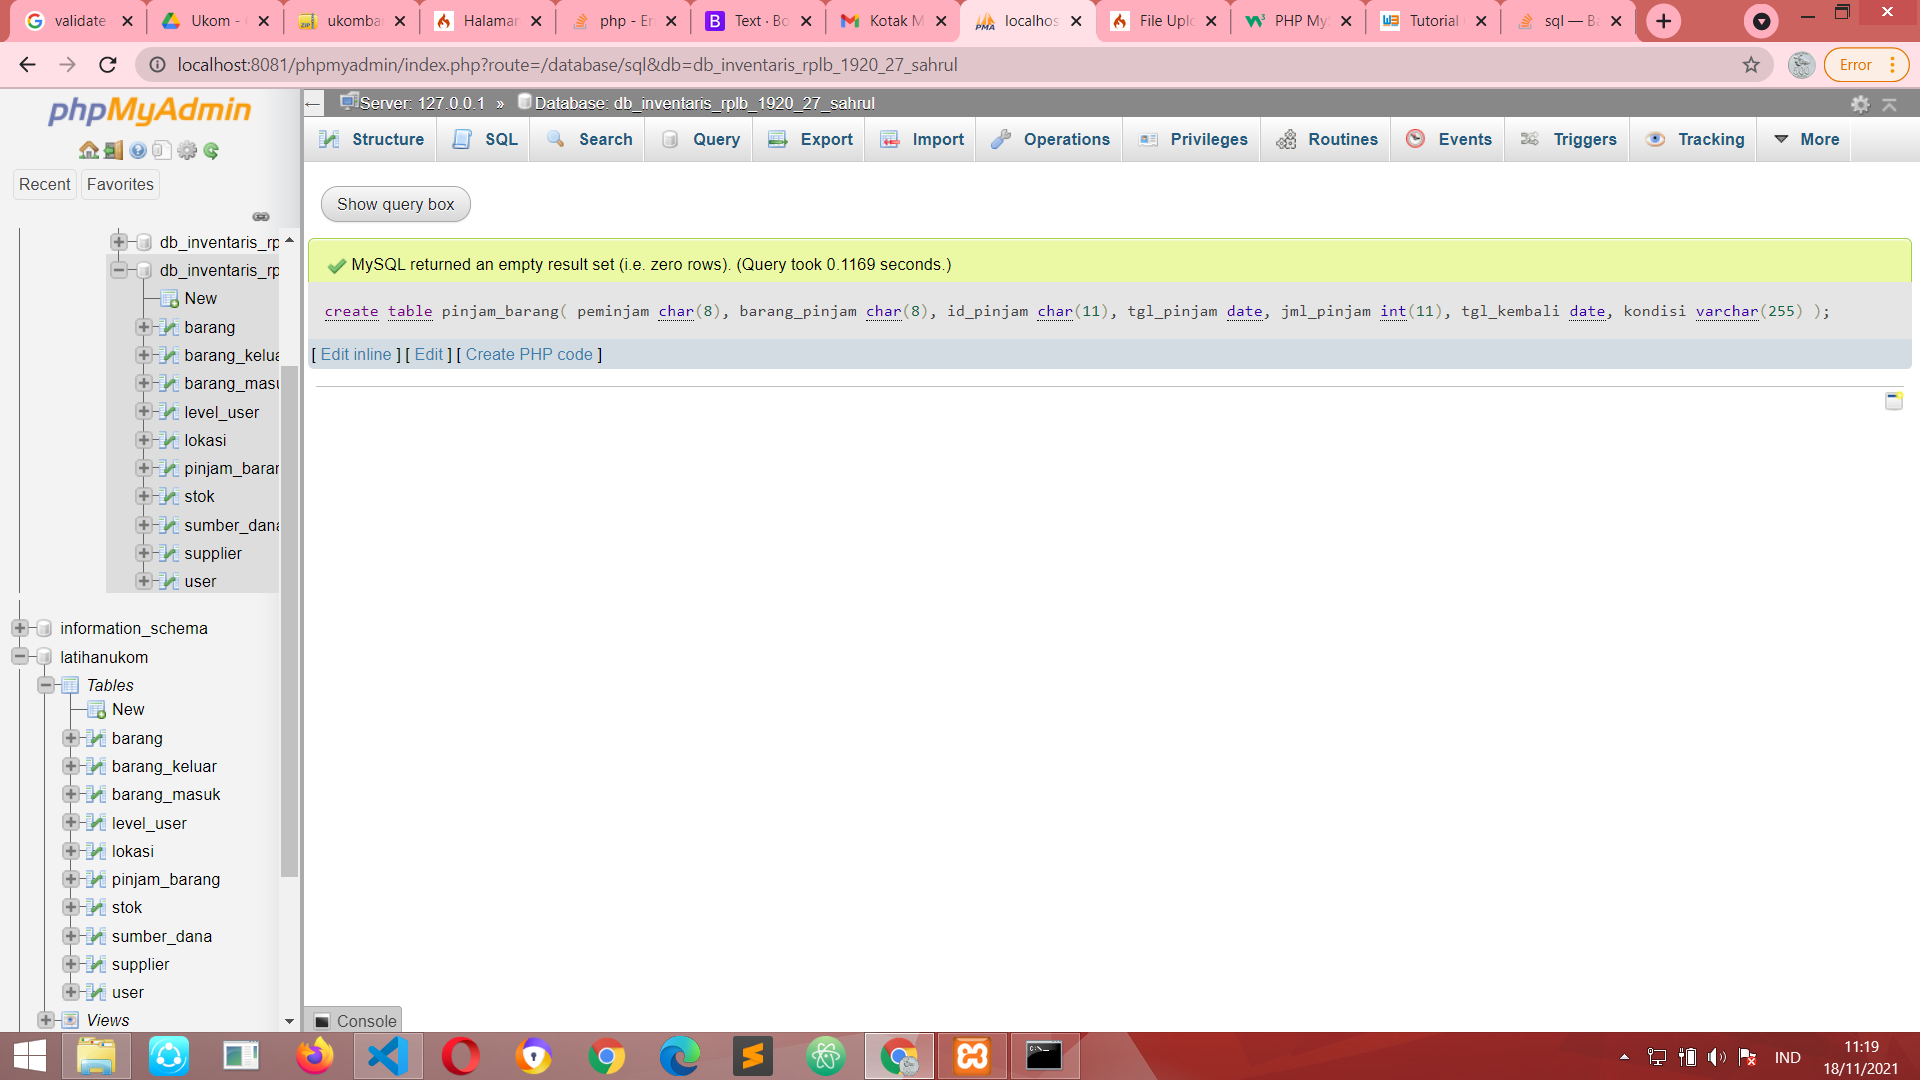 validate
Ukom -
ukomba
Halaman
php - En
Text · Bo
Kotak M
localhos
File Uplo
PHP My
Tutorial
sql — Ba
localhost:8081/phpmyadmin/index.php?route=/database/sql&db=db_inventaris_rplb_1920_27_sahrul
Error
phpMyAdmin
Recent Favorites
db_inventaris_rp
db_inventaris_rp
New
barang
barang_kelua
barang_masu
level_user
lokasi
pinjam_baran
stok
sumber_dana
supplier
user
information_schema
latihanukom
Tables
New
barang
barang_keluar
barang_masuk
level_user
lokasi
pinjam_barang
stok
sumber_dana
supplier
user
Views
Server: 127.0.0.1 » Database: db_inventaris_rplb_1920_27_sahrul
Structure SQL Search Query Export Import Operations Privileges Routines Events Triggers Tracking More
Show query box
MySQL returned an empty result set (i.e. zero rows). (Query took 0.1169 seconds.)
create table pinjam_barang( peminjam char(8), barang_pinjam char(8), id_pinjam char(11), tgl_pinjam date, jml_pinjam int(11), tgl_kembali date, kondisi varchar(255) );
[ Edit inline ] [ Edit ] [ Create PHP code ]
Console
IND
11:19
18/11/2021